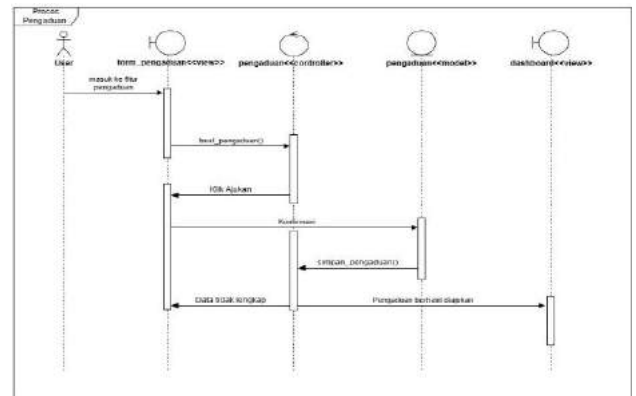 Proses
Pengaduan
User
form_pengaduan<<view>>
pengaduan<<controller>>
pengaduan<<model>>
dashboard<<view>>
masuk ke fitur
pengaduan
buat_pengaduan()
Klik Ajukan
Konfirmasi
simpan_pengaduan()
Data tidak lengkap
Pengaduan berhasil diajukan